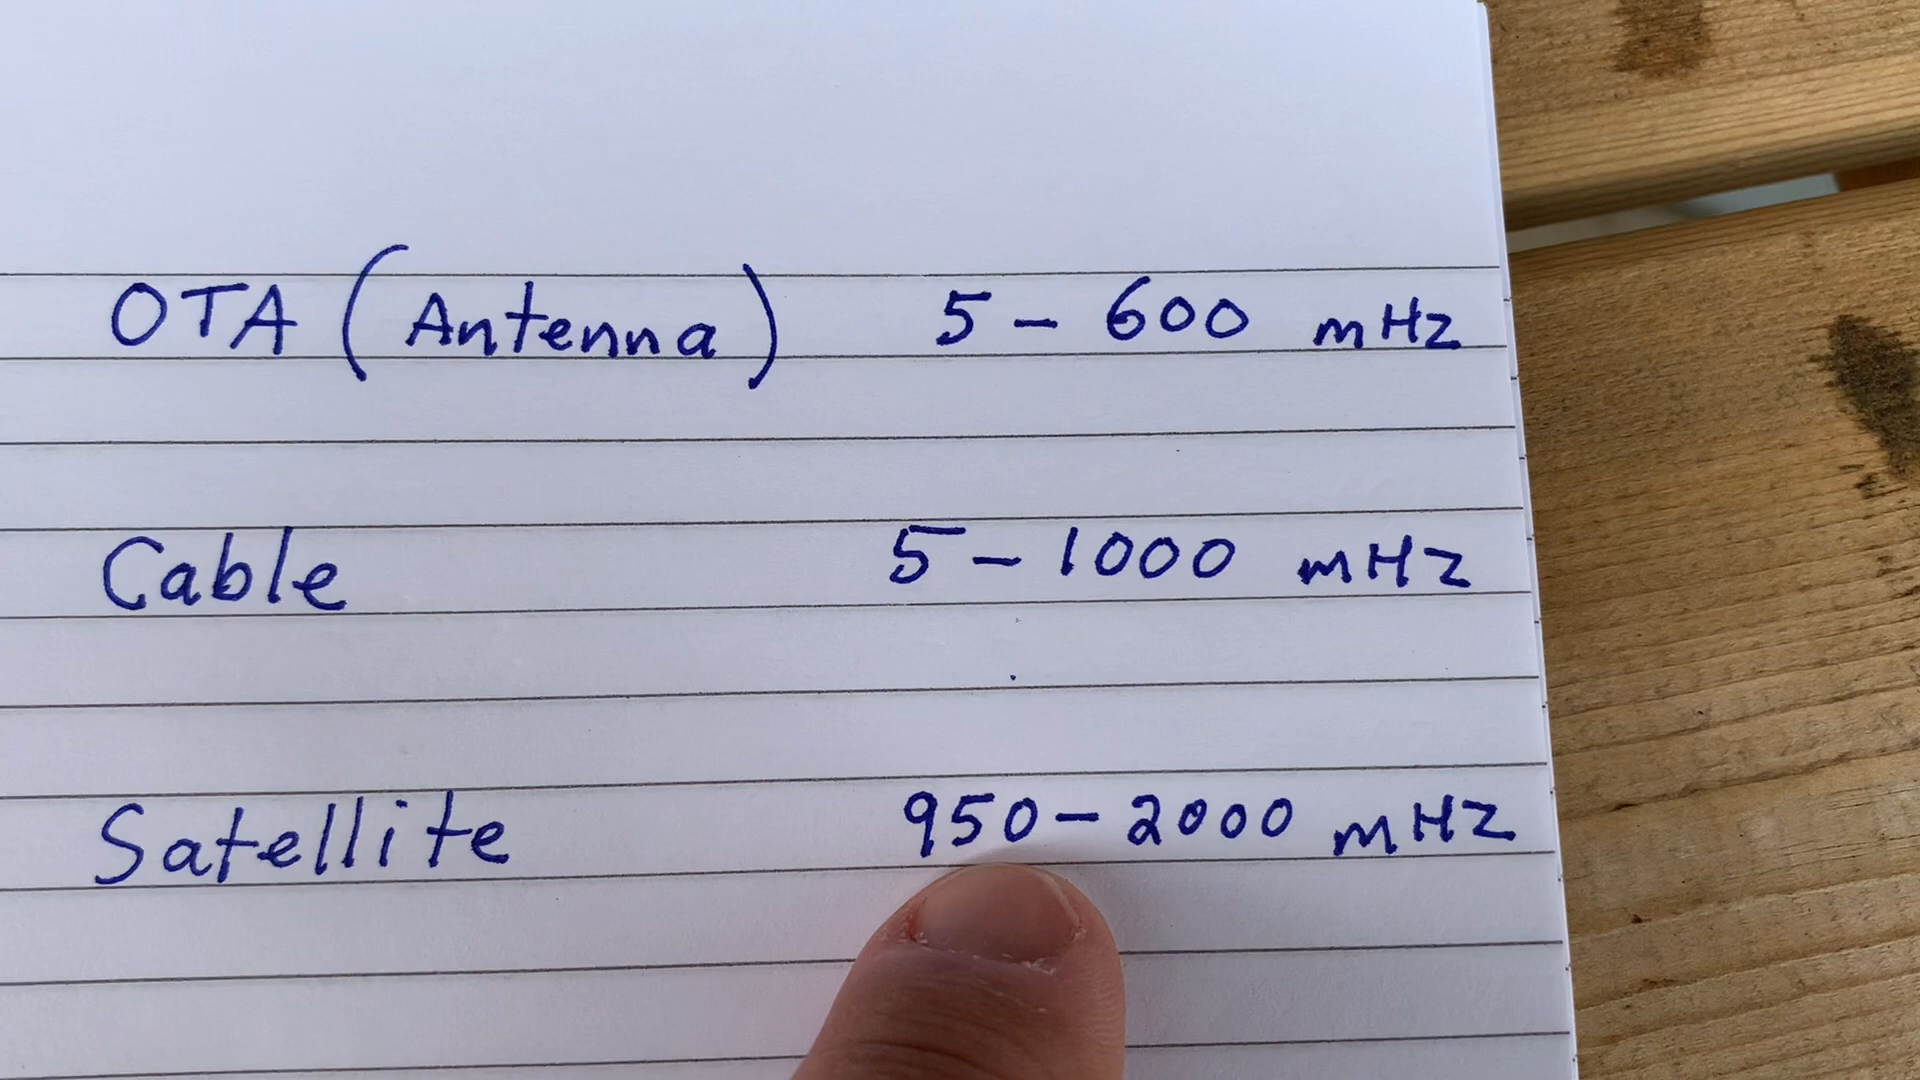 OTA (Antenna) 5 - 600 mHz
Cable 5 - 1000 mHz
Satellite 950 - 2000 mHz